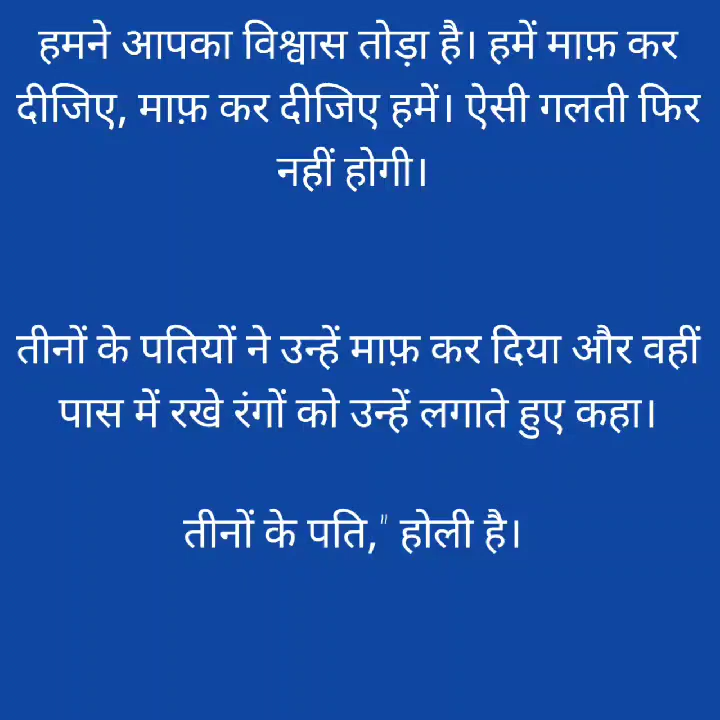 हमने आपका विश्वास तोड़ा है। हमें माफ़ कर
दीजिए, माफ़ कर दीजिए हमें। ऐसी गलती फिर
नहीं होगी।
तीनों के पतियों ने उन्हें माफ़ कर दिया और वहीं
पास में रखे रंगों को उन्हें लगाते हुए कहा।
तीनों के पति," होली है।